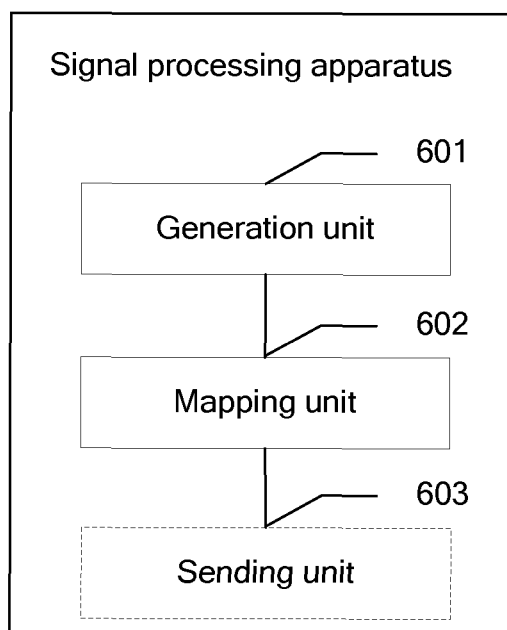 Signal processing apparatus
601
Generation unit
602
Mapping unit
603
Sending unit